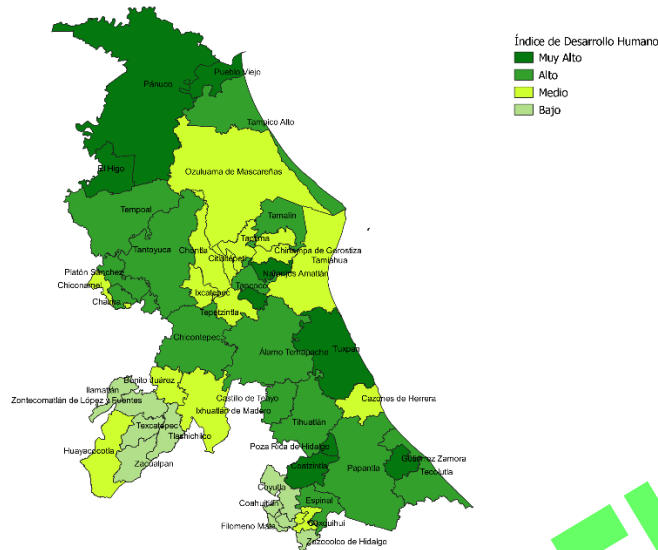 Índice de Desarrollo Humano
Muy Alto
Alto
Medio
Bajo
Pueblo Viejo
Pánuco
Tampico Alto
El Higo
Ozuluama de Mascareñas
Tempoal
Tamalín
Tantoyuca
Chontla
Citlaltépetl
Chinampa de Gorostiza
Tamiahua
Platón Sánchez
Naranjos Amatlán
Chiconamel
Ixcatepec
Tancoco
Tepetzintla
Chicontepec
Álamo Temapache
Tuxpan
Benito Juárez
Ilamatlán
Castillo de Teayo
Cazones de Herrera
Zontecomatlán de López y Fuentes
Ixhuatlán de Madero
Texcatepec
Tihuatlán
Tlachichilco
Huayacocotla
Poza Rica de Hidalgo
Zacualpan
Coatzintla
Papantla
Gutiérrez Zamora
Tecolutla
Coyutla
Coahuitlán
Espinal
Filomeno Mata
Zozocolco de Hidalgo